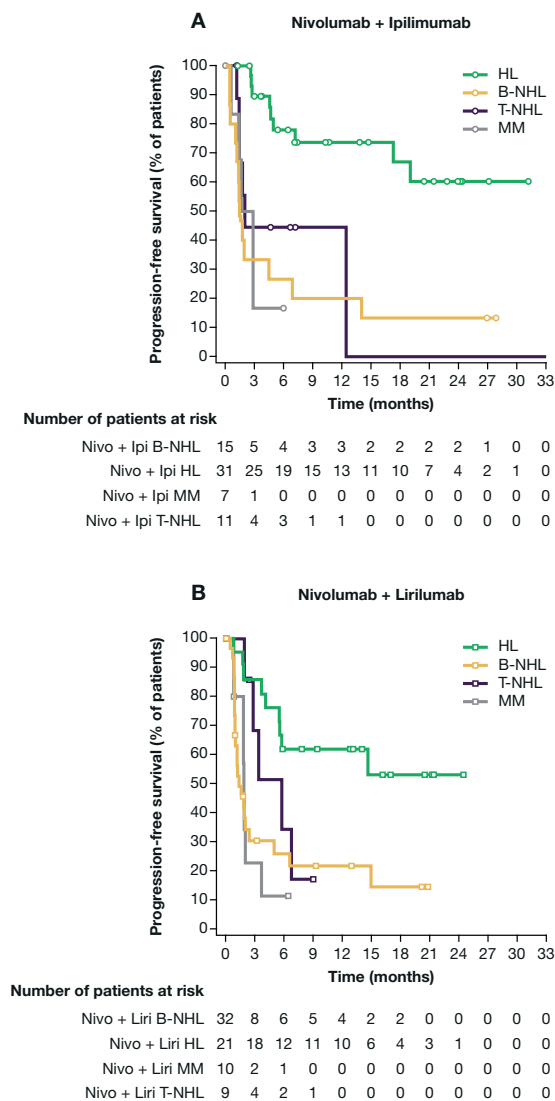 A
Nivolumab + Ipilimumab
HL
B-NHL
T-NHL
MM
Progression-free survival (% of patients)
100
90
80
70
60
50
40
30
20
10
0
0 3 6 9 12 15 18 21 24 27 31 33
Time (months)
Number of patients at risk
Nivo + Ipi B-NHL 15 5 4 3 3 2 2 2 2 1 0 0
Nivo + Ipi HL 31 25 19 15 13 11 10 7 4 2 1 0
Nivo + Ipi MM 7 1 0 0 0 0 0 0 0 0 0 0
Nivo + Ipi T-NHL 11 4 3 1 1 0 0 0 0 0 0 0
B
Nivolumab + Lirilumab
HL
B-NHL
T-NHL
MM
Progression-free survival (% of patients)
100
90
80
70
60
50
40
30
20
10
0
0 3 6 9 12 15 18 21 24 27 31 33
Time (months)
Number of patients at risk
Nivo + Liri B-NHL 32 8 6 5 4 2 2 0 0 0 0 0
Nivo + Liri HL 21 18 12 11 10 6 4 3 1 0 0 0
Nivo + Liri MM 10 2 1 0 0 0 0 0 0 0 0 0
Nivo + Liri T-NHL 9 4 2 1 0 0 0 0 0 0 0 0